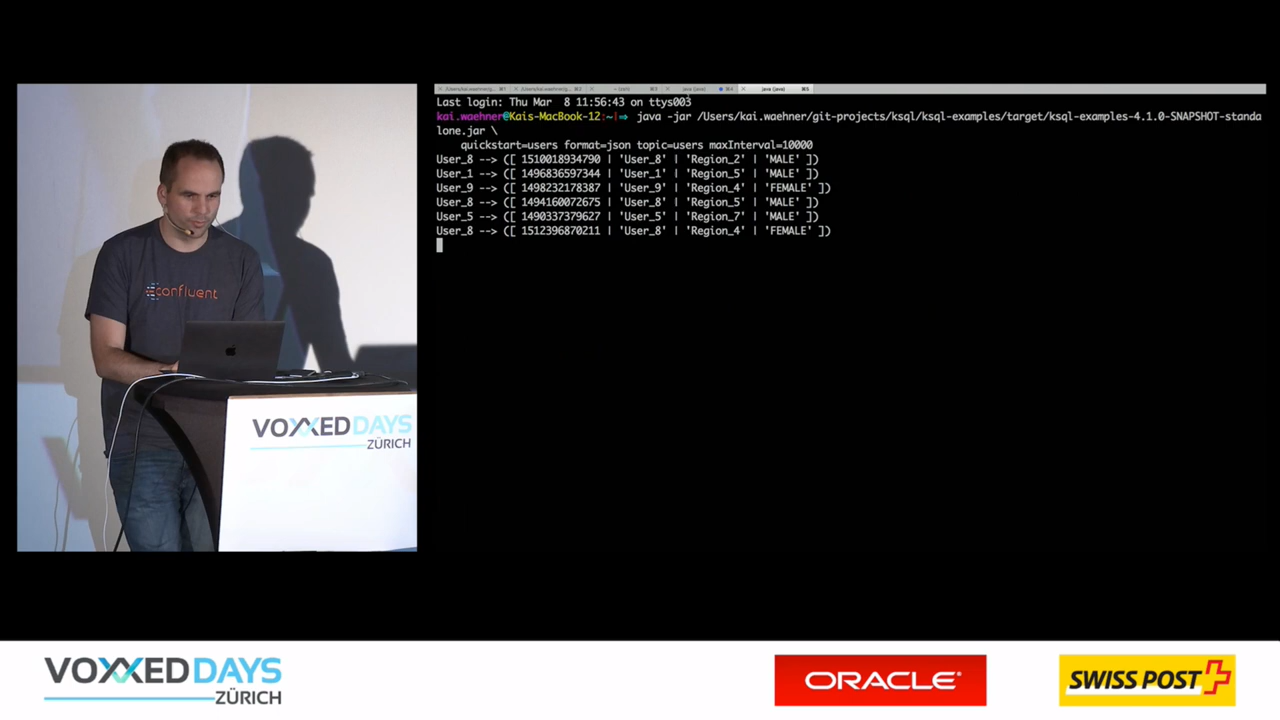 Last login: Thu Mar  8 11:56:43 on ttys003
kai.waehner@Kais-MacBook-12:~|⇒  java -jar /Users/kai.waehner/git-projects/ksql/ksql-examples/target/ksql-examples-4.1.0-SNAPSHOT-standa
lone.jar \
    quickstart=users format=json topic=users maxInterval=10000
User_8 --> ([ 1510018934790 | 'User_8' | 'Region_2' | 'MALE' ])
User_1 --> ([ 1496836597344 | 'User_1' | 'Region_5' | 'MALE' ])
User_9 --> ([ 1498232178387 | 'User_9' | 'Region_4' | 'FEMALE' ])
User_8 --> ([ 1494160072675 | 'User_8' | 'Region_5' | 'MALE' ])
User_5 --> ([ 1490337379627 | 'User_5' | 'Region_7' | 'MALE' ])
User_8 --> ([ 1512396870211 | 'User_8' | 'Region_4' | 'FEMALE' ])
confluent
VOXXED DAYS
ZÜRICH
VOXXED DAYS
ZÜRICH
ORACLE®
SWISS POST